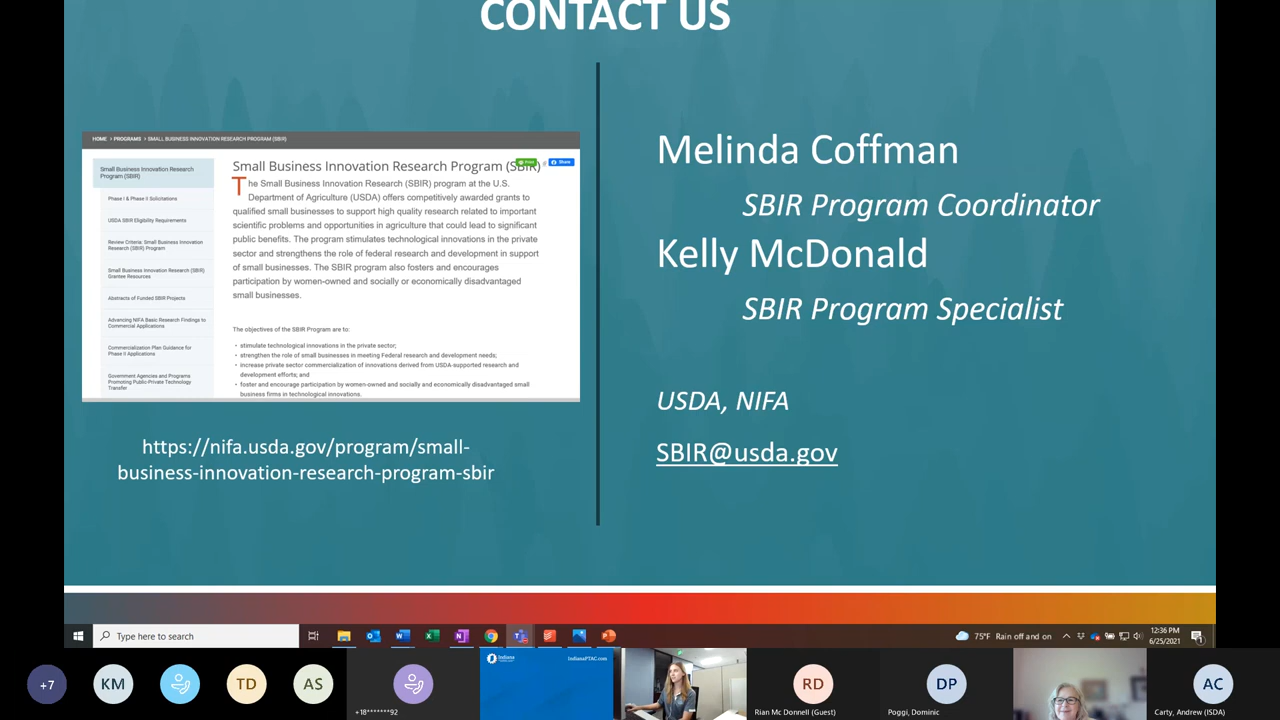 CONTACT US
HOME > PROGRAMS > SMALL BUSINESS INNOVATION RESEARCH PROGRAM (SBIR)
Small Business Innovation Research
Program (SBIR)
Phase I & Phase II Solicitations
USDA SBIR Eligibility Requirements
Review Criteria: Small Business Innovation
Research (SBIR) Program
Small Business Innovation Research (SBIR)
Grantee Resources
Abstracts of Funded SBIR Projects
Advancing NIFA Basic Research Findings to
Commercial Applications
Commercialization Plan Guidance for
Phase II Applications
Government Agencies and Programs
Promoting Public-Private Technology
Transfer
Small Business Innovation Research Program (SBIR)
Print
Share
The Small Business Innovation Research (SBIR) program at the U.S.
Department of Agriculture (USDA) offers competitively awarded grants to
qualified small businesses to support high quality research related to important
scientific problems and opportunities in agriculture that could lead to significant
public benefits. The program stimulates technological innovations in the private
sector and strengthens the role of federal research and development in support
of small businesses. The SBIR program also fosters and encourages
participation by women-owned and socially or economically disadvantaged
small businesses.
The objectives of the SBIR Program are to:
• stimulate technological innovations in the private sector;
• strengthen the role of small businesses in meeting Federal research and development needs;
• increase private sector commercialization of innovations derived from USDA-supported research and
development efforts; and
• foster and encourage participation by women-owned and socially and economically disadvantaged small
business firms in technological innovations.
https://nifa.usda.gov/program/small-
business-innovation-research-program-sbir
Melinda Coffman
SBIR Program Coordinator
Kelly McDonald
SBIR Program Specialist
USDA, NIFA
SBIR@usda.gov
Type here to search
75°F Rain off and on
12:36 PM
6/25/2021
+7
KM
TD
AS
+18*******92
Indiana
IndianaPTAC.com
RD
Rian Mc Donnell (Guest)
DP
Poggi, Dominic
AC
Carty, Andrew (ISDA)